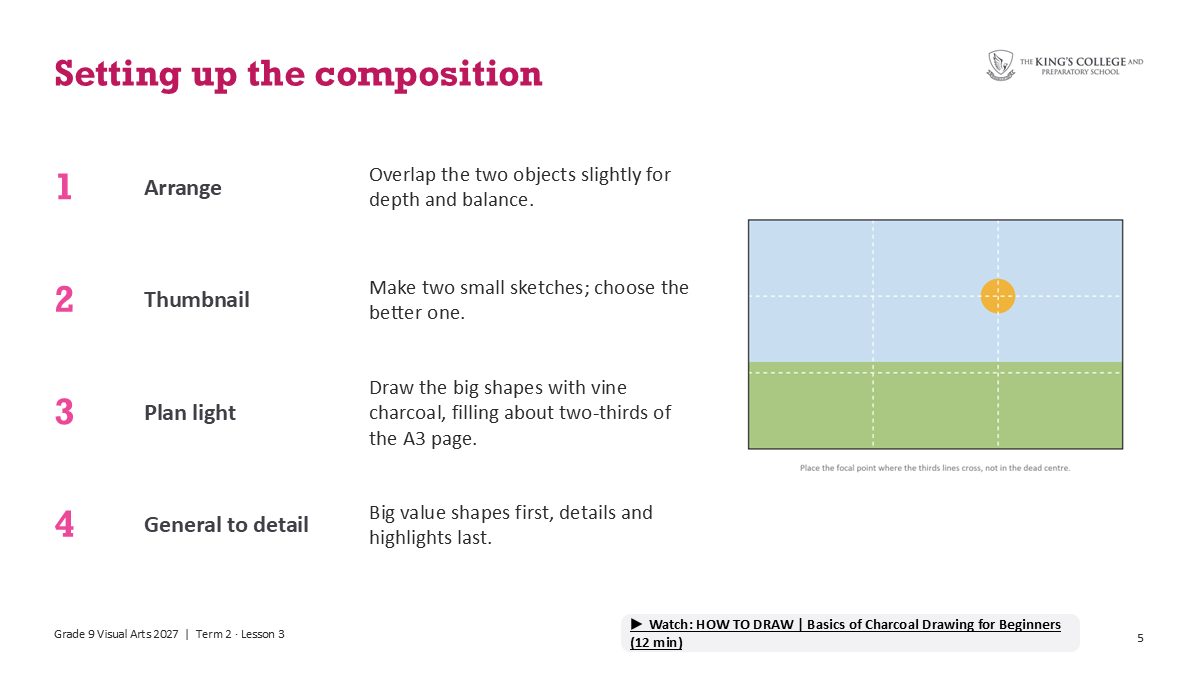 Setting up the composition
THE KING'S COLLEGE AND
PREPARATORY SCHOOL
1
Arrange
Overlap the two objects slightly for
depth and balance.
2
Thumbnail
Make two small sketches; choose the
better one.
3
Plan light
Draw the big shapes with vine
charcoal, filling about two-thirds of
the A3 page.
4
General to detail
Big value shapes first, details and
highlights last.
Place the focal point where the thirds lines cross, not in the dead centre.
Grade 9 Visual Arts 2027 | Term 2 · Lesson 3
▶ Watch: HOW TO DRAW | Basics of Charcoal Drawing for Beginners
(12 min)
5